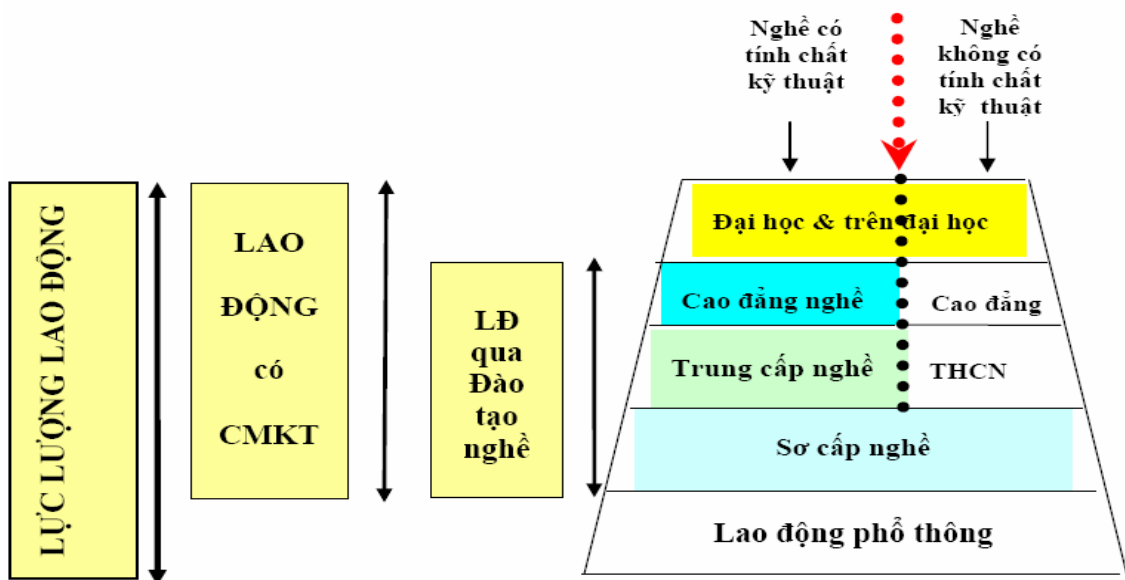 Nghề có
tính chất
kỹ thuật
Nghề
không có
tính chất
kỹ thuật
LỰC LƯỢNG LAO ĐỘNG
LAO
ĐỘNG
có
CMKT
LĐ
qua
Đào
tạo
nghề
Đại học & trên đại học
Cao đẳng nghề
Cao đẳng
Trung cấp nghề
THCN
Sơ cấp nghề
Lao động phổ thông